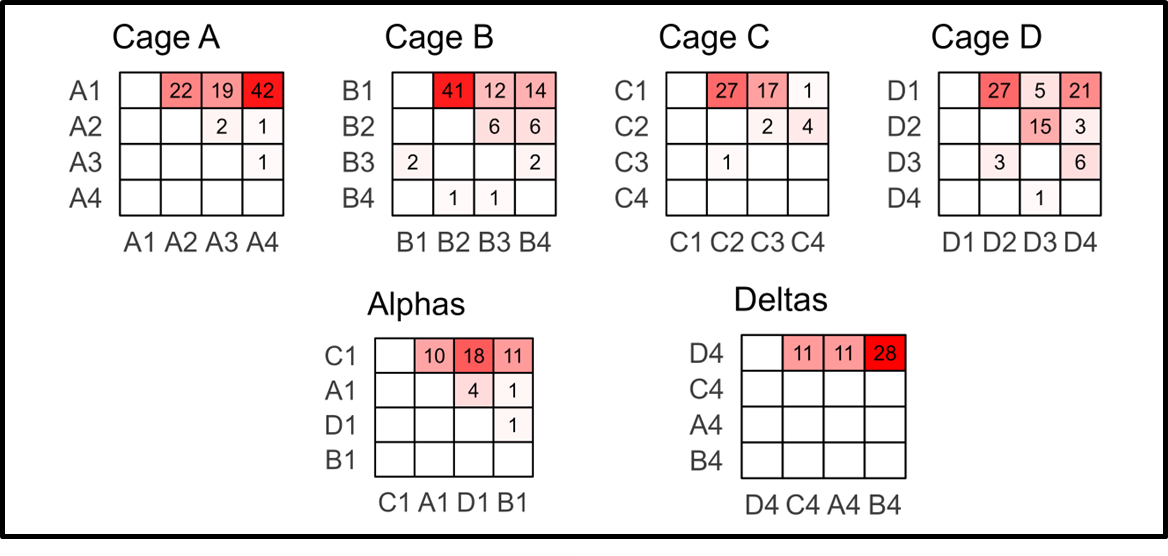 Cage A Cage B Cage C Cage D
A1 22 19 42 B1 41 12 14 C1 27 17 1 D1 27 5 21
A2 2 1 B2 6 6 C2 2 4 D2 15 3
A3 1 B3 2 2 C3 1 D3 3 6
A4 B4 1 1 C4 D4 1
A1 A2 A3 A4 B1 B2 B3 B4 C1 C2 C3 C4 D1 D2 D3 D4
Alphas Deltas
C1 10 18 11 D4 11 11 28
A1 4 1 C4
D1 1 A4
B1 B4
C1 A1 D1 B1 D4 C4 A4 B4